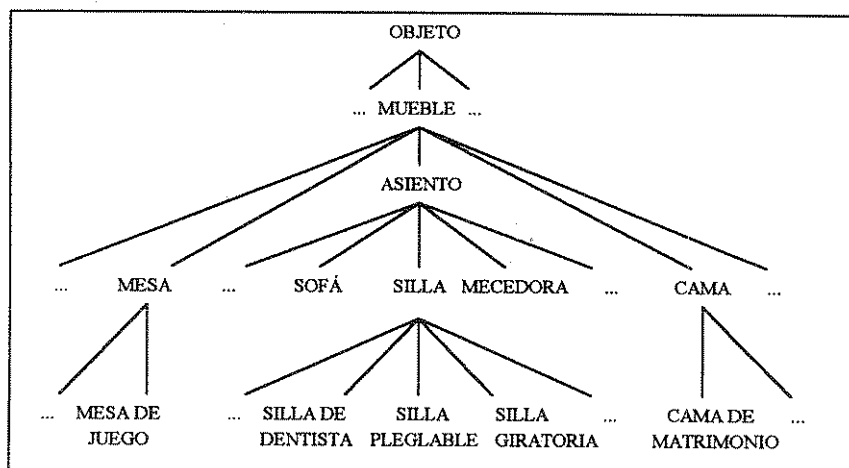 OBJETO
... MUEBLE ...
ASIENTO
... MESA ... SOFÁ SILLA MECEDORA ... CAMA ...
... MESA DE ... SILLA DE SILLA SILLA ... CAMA DE ...
JUEGO DENTISTA PLEGLABLE GIRATORIA MATRIMONIO